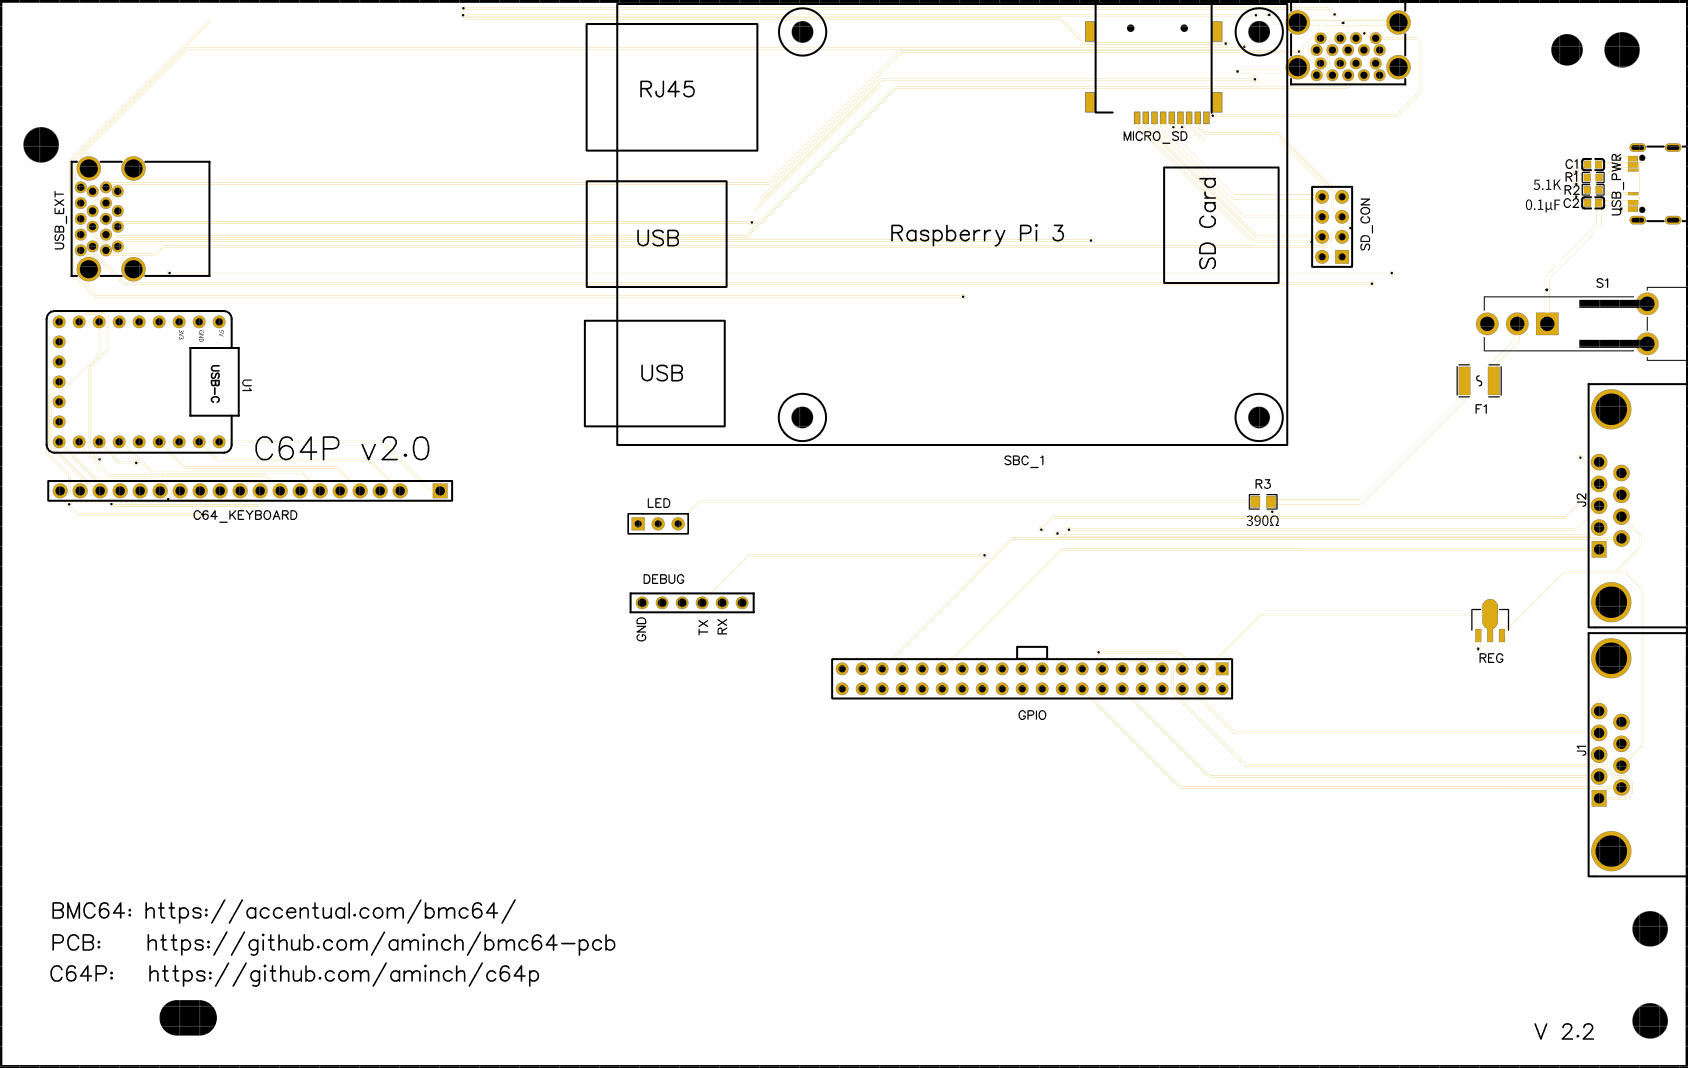 RJ45
MICRO_SD
USB_EXT
USB
Raspberry Pi 3
SD Card
SD_CON
C1
R1
5.1K
R2
0.1µF
C2
USB_PWR
S1
3V3
GND
5V
USB-C
U1
USB
F1
C64P v2.0
SBC_1
C64_KEYBOARD
LED
R3
390Ω
J2
DEBUG
GND
TX
RX
REG
GPIO
J1
BMC64: https://accentual.com/bmc64/
PCB: https://github.com/aminch/bmc64-pcb
C64P: https://github.com/aminch/c64p
V 2.2